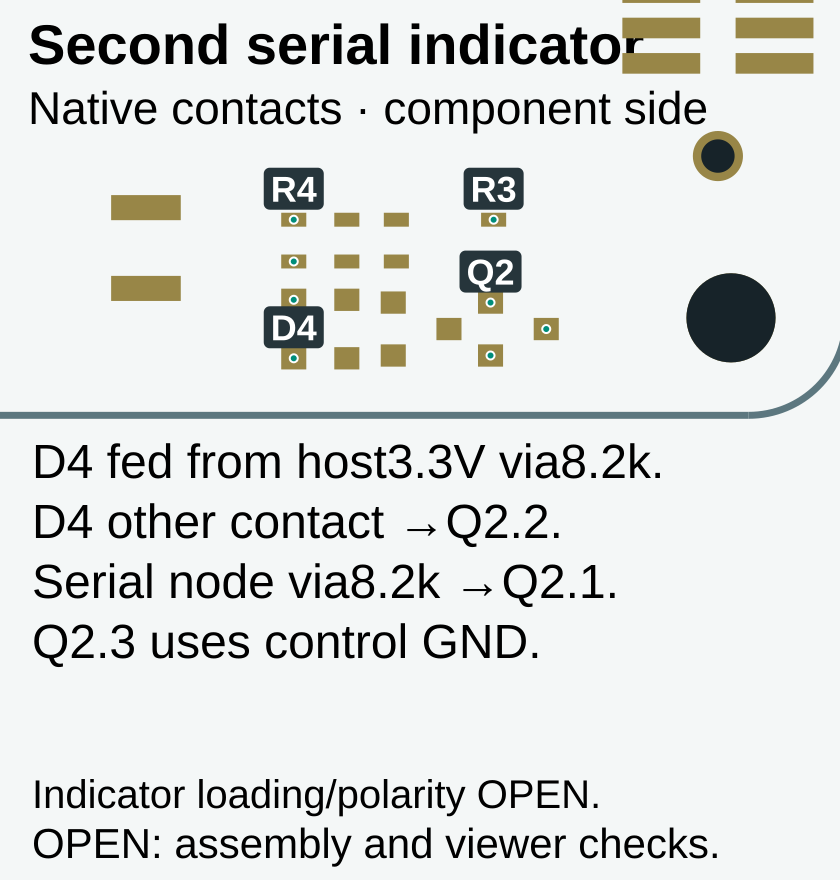 Second serial indicator
Native contacts · component side
R4 R3
Q2
D4
D4 fed from host3.3V via8.2k.
D4 other contact →Q2.2.
Serial node via8.2k →Q2.1.
Q2.3 uses control GND.
Indicator loading/polarity OPEN.
OPEN: assembly and viewer checks.